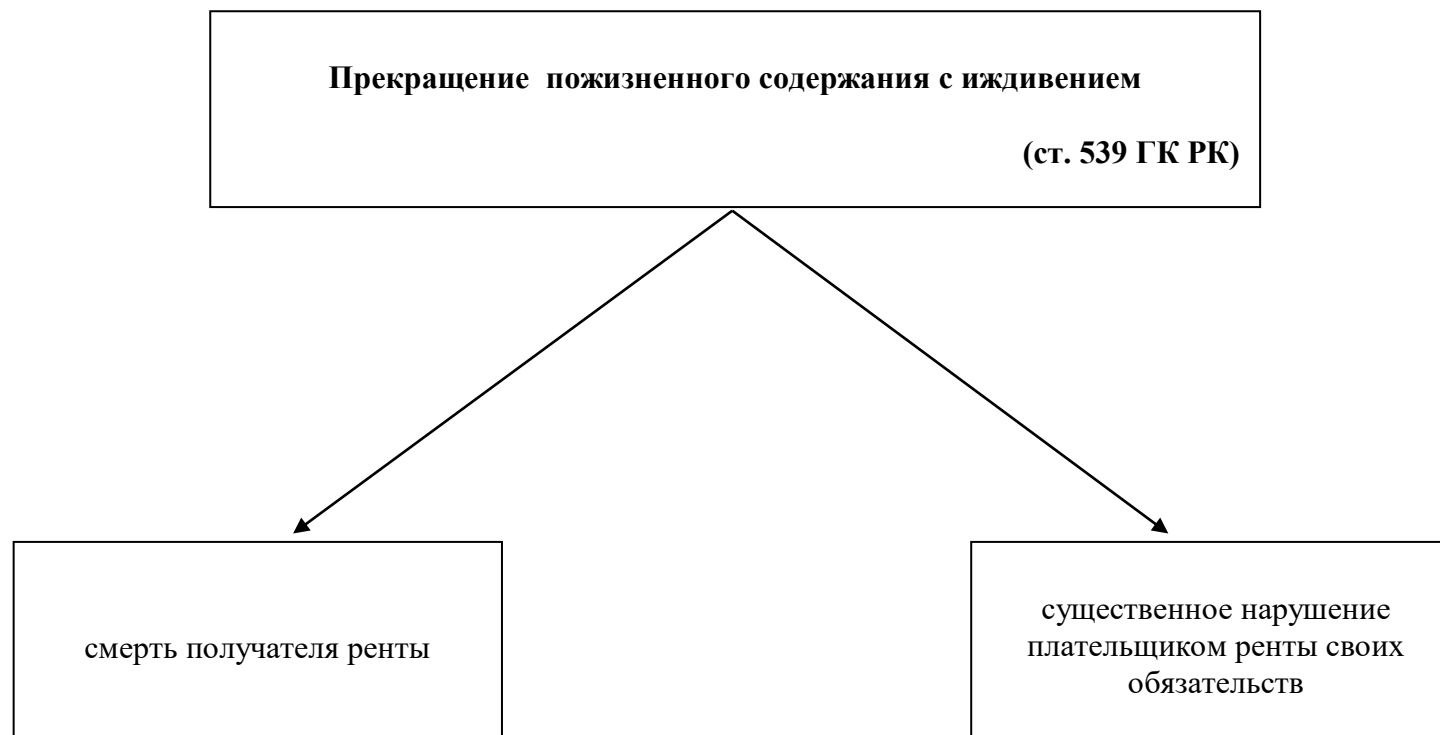 Прекращение пожизненного содержания с иждивением
(ст. 539 ГК РК)
смерть получателя ренты
существенное нарушение
плательщиком ренты своих
обязательств